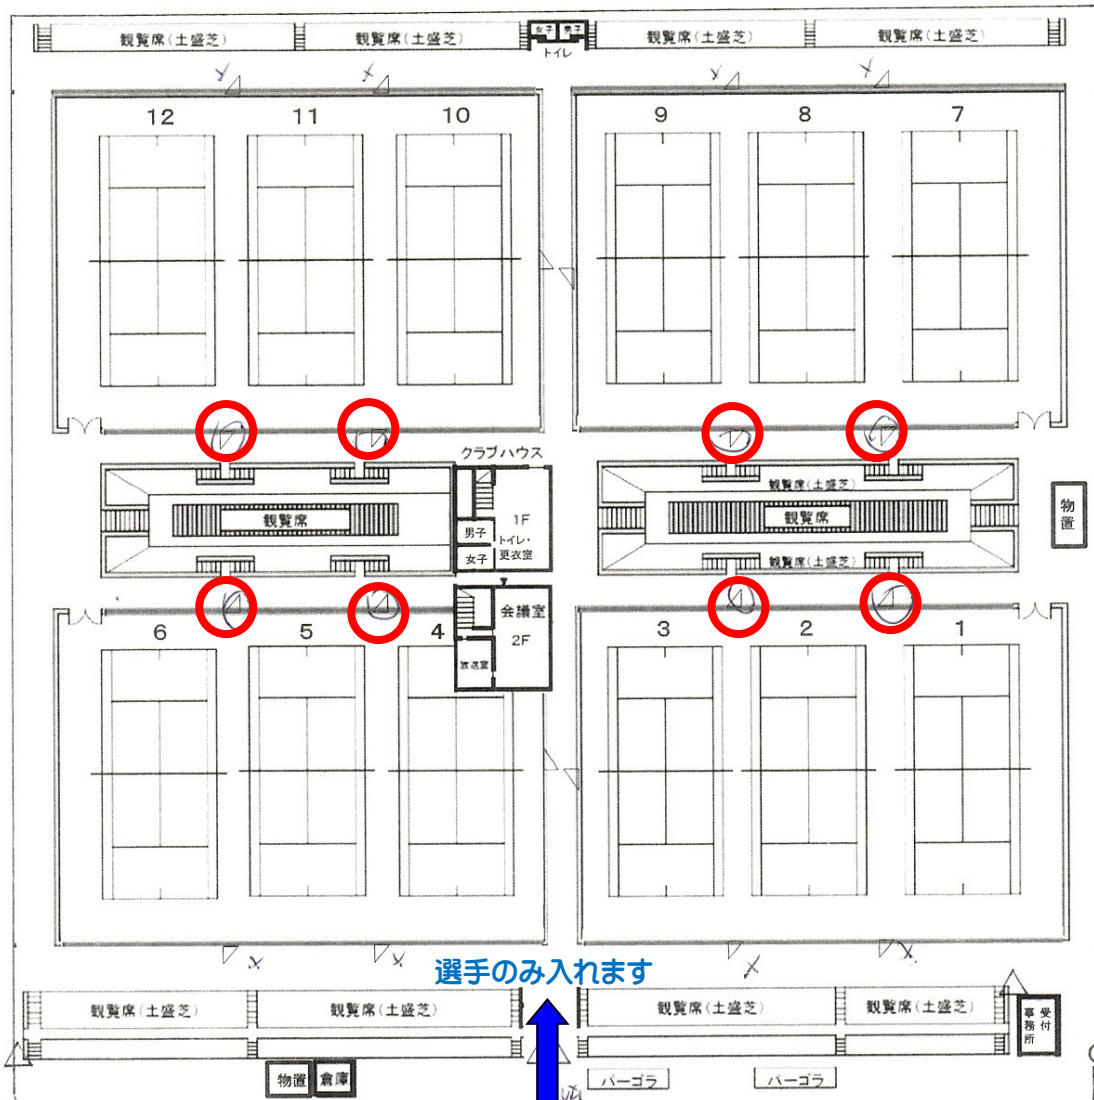 観覧席(土盛芝) 観覧席(土盛芝) 女子 男子 観覧席(土盛芝) 観覧席(土盛芝)
トイレ
12 11 10 9 8 7
クラブハウス
観覧席(土盛芝)
観覧席 男子 1F 観覧席 物置
トイレ・
更衣室
女子
観覧席(土盛芝)
会議室
2F
6 5 4 3 2 1
放送室
選手のみ入れます
観覧席(土盛芝) 観覧席(土盛芝) 観覧席(土盛芝) 観覧席(土盛芝)
受付
事務所
物置 倉庫 パーゴラ パーゴラ